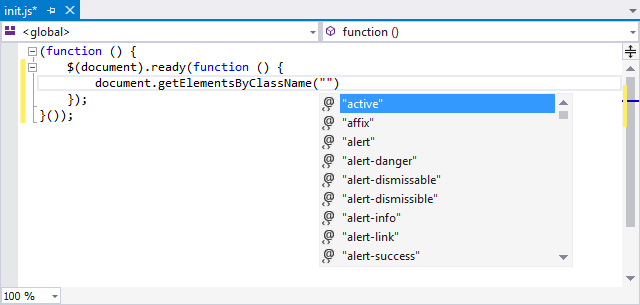 init.js*
<global> function ()
(function () {
$(document).ready(function () {
document.getElementsByClassName("")
});
}());
"active"
"affix"
"alert"
"alert-danger"
"alert-dismissable"
"alert-dismissible"
"alert-info"
"alert-link"
"alert-success"
100 %